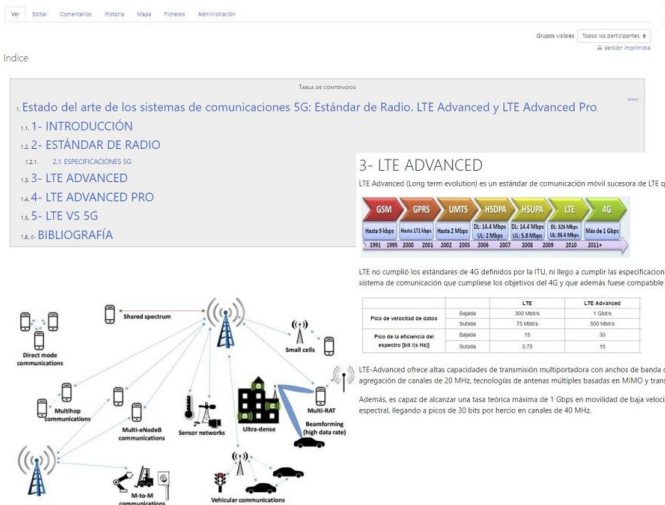 Ver Editar Comentarios Historia Mapa Ficheros Administración
Grupos visibles Todos los participantes
Versión imprimible
Indice
TABLA DE CONTENIDOS
1. Estado del arte de los sistemas de comunicaciones 5G: Estándar de Radio. LTE Advanced y LTE Advanced Pro.
1.1. 1- INTRODUCCIÓN
1.2. 2- ESTÁNDAR DE RADIO
1.2.1. 2.1 ESPECIFICACIONES 5G
1.3. 3- LTE ADVANCED
1.4. 4- LTE ADVANCED PRO
1.5. 5- LTE VS 5G
1.6. 6- BIBLIOGRAFÍA
3- LTE ADVANCED
LTE Advanced (Long term evolution) es un estándar de comunicación móvil sucesora de LTE q
GSM GPRS UMTS HSDPA HSUPA LTE 4G
Hasta 9 kbps Hasta 171 kbps Hasta 2 Mbps DL: 14.4 Mbps UL: 2 Mbps DL: 14.4 Mbps UL: 5.8 Mbps DL: 326 Mbps UL: 86.4 Mbps Más de 1 Gbps
1991 1995 2000 2001 2002 2005 2006 2007 2008 2009 2010 2011+
LTE no cumplió los estándares de 4G definidos por la ITU, ni llego a cumplir las especificacion
sistema de comunicación que cumpliese los objetivos del 4G y que además fuese compatible
LTE LTE Advanced
Pico de velocidad de datos Bajada 300 Mbit/s 1 Gbit/s
Subida 75 Mbit/s 500 Mbit/s
Pico de la eficiencia del espectro [bit /(s Hz)] Bajada 15 30
Subida 3.75 15
LTE-Advanced ofrece altas capacidades de transmisión multiportadora con anchos de banda
agregación de canales de 20 MHz, tecnologías de antenas múltiples basadas en MIMO y tran
Además, es capaz de alcanzar una tasa teórica máxima de 1 Gbps en movilidad de baja veloci
espectral, llegando a picos de 30 bits por hercio en canales de 40 MHz.
Shared spectrum
Direct mode
communications
Small cells
Multihop
communications
Multi-eNodeB
communications
Sensor networks
Ultra-dense
Multi-RAT
Beamforming
(high data rate)
M-to-M
communications
Vehicular communications